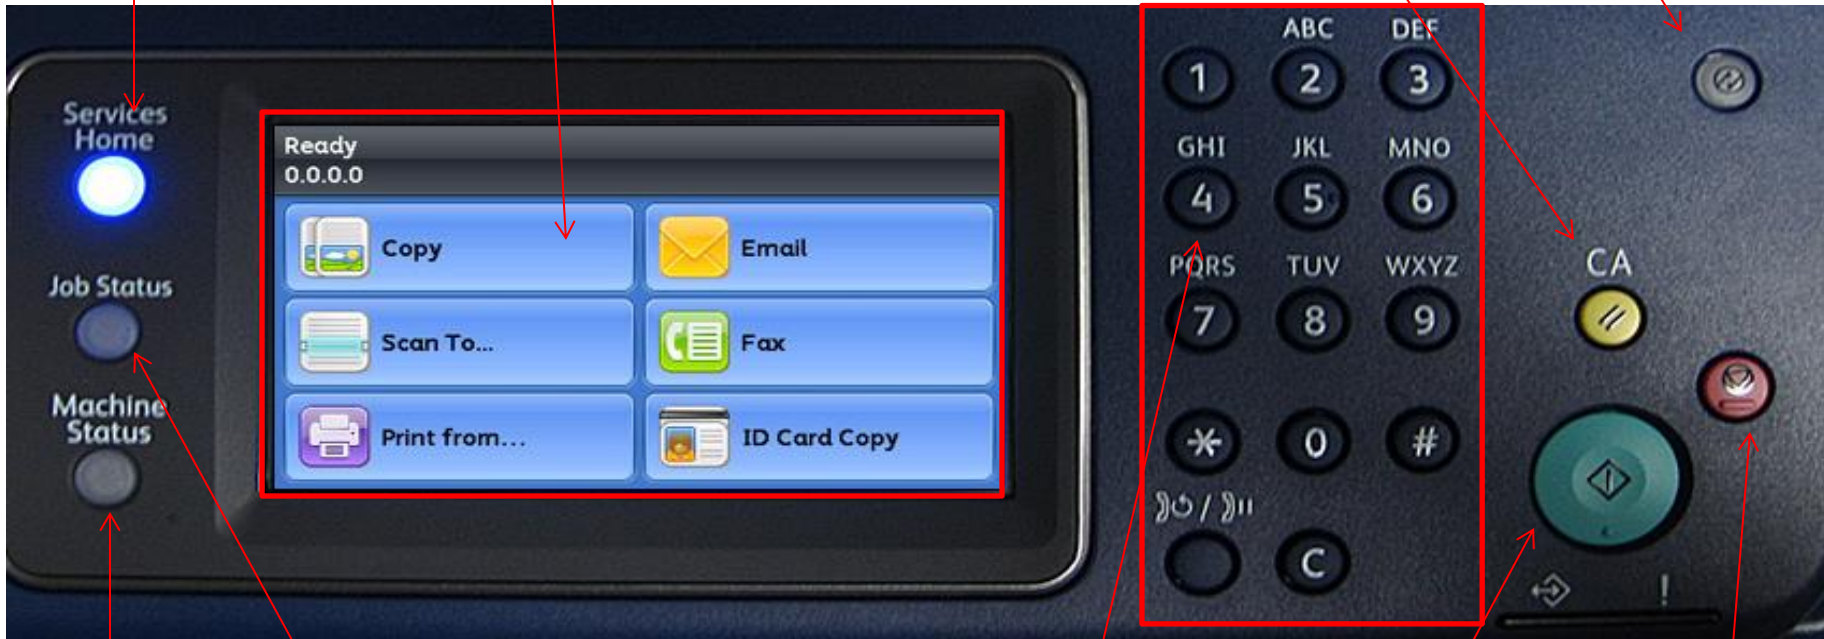 Services
Home
Job Status
Machine
Status
Ready
0.0.0.0
Copy
Email
Scan To...
Fax
Print from...
ID Card Copy
ABC DEF
1 2 3
GHI JKL MNO
4 5 6
PQRS TUV WXYZ
7 8 9
* 0 #
/
C
CA
!